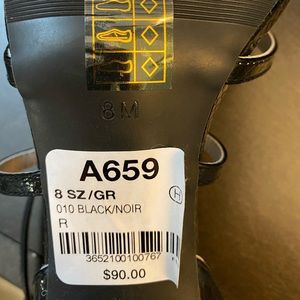 8 M
A659
8 SZ/GR
H
010 BLACK/NOIR
R
3652100100767
$90.00